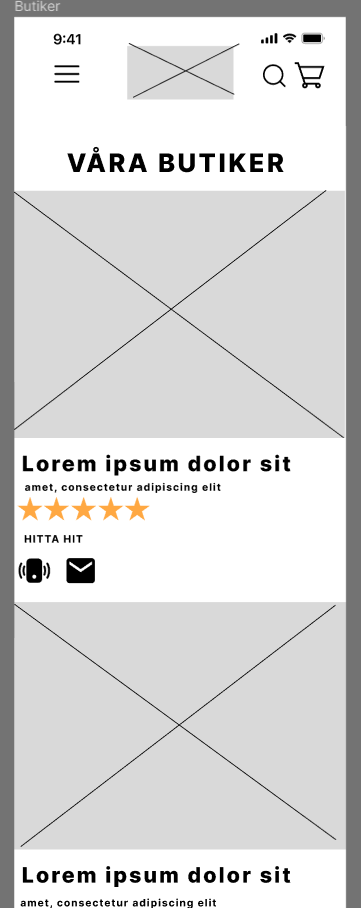 Butiker
9:41
VÅRA BUTIKER
Lorem ipsum dolor sit
amet, consectetur adipiscing elit
HITTA HIT
Lorem ipsum dolor sit
amet, consectetur adipiscing elit